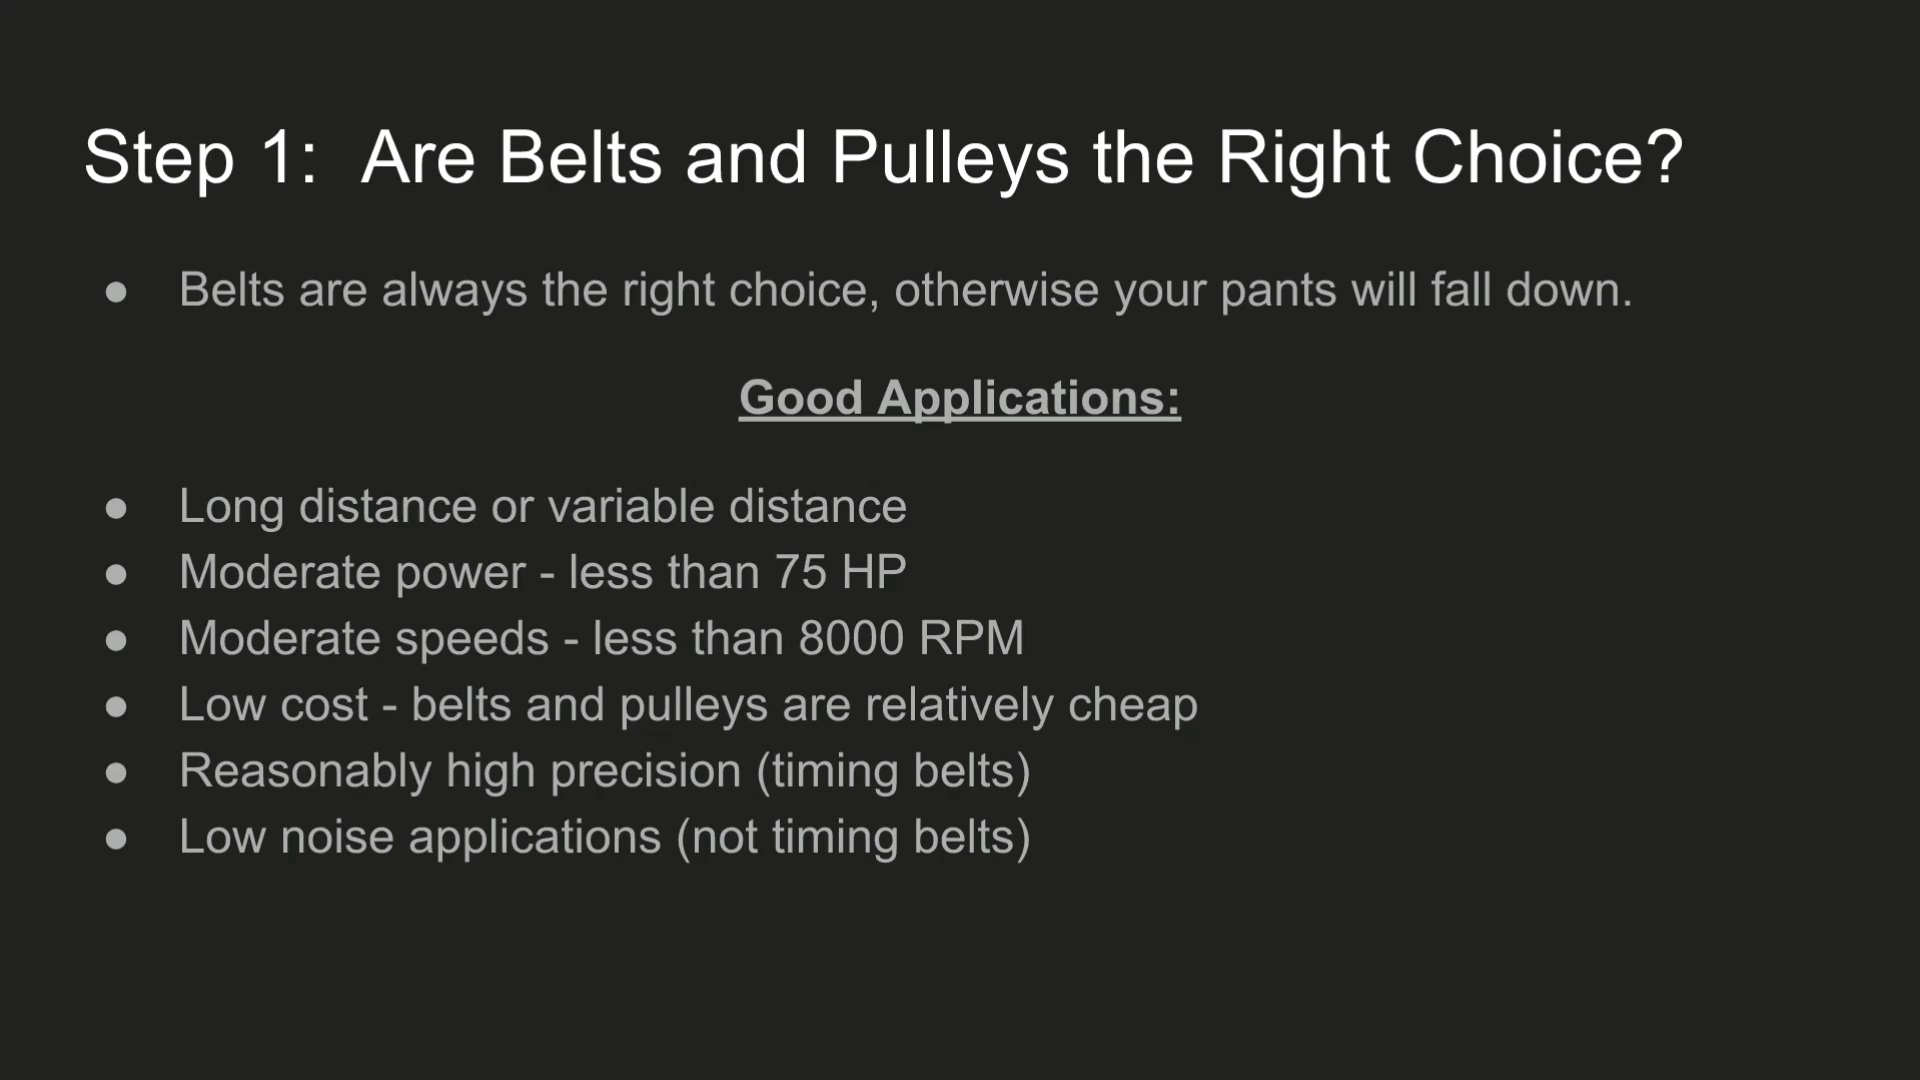 Step 1:  Are Belts and Pulleys the Right Choice?
● Belts are always the right choice, otherwise your pants will fall down.
Good Applications:
● Long distance or variable distance
● Moderate power - less than 75 HP
● Moderate speeds - less than 8000 RPM
● Low cost - belts and pulleys are relatively cheap
● Reasonably high precision (timing belts)
● Low noise applications (not timing belts)